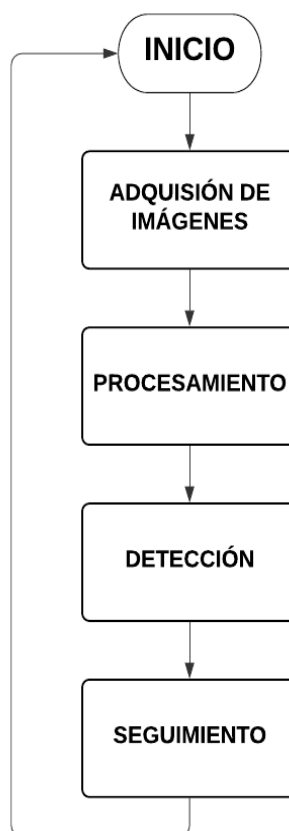 INICIO
ADQUISIÓN DE
IMÁGENES
PROCESAMIENTO
DETECCIÓN
SEGUIMIENTO